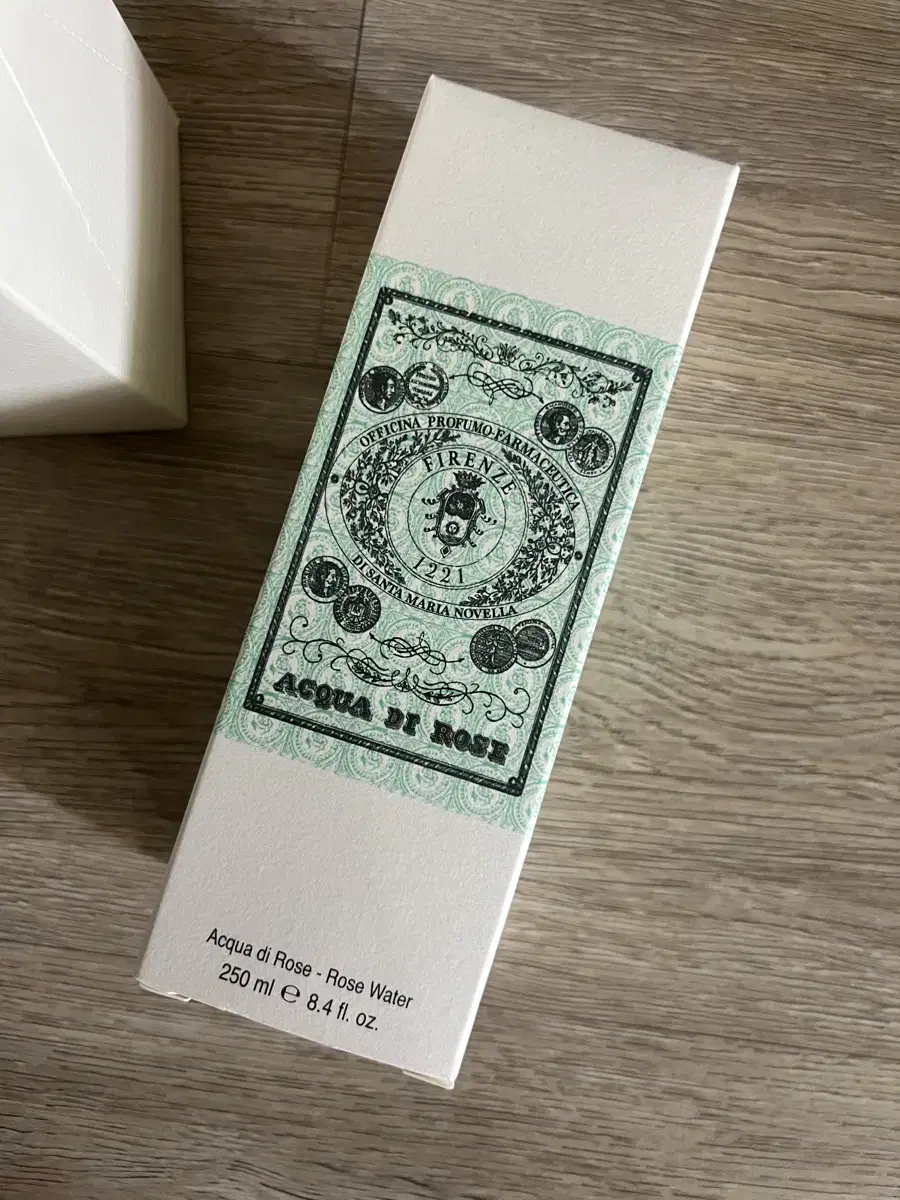 OFFICINA PROFUMO-FARMACEUTICA
FIRENZE
1221
DI SANTA MARIA NOVELLA
ACQUA DI ROSE
Acqua di Rose - Rose Water
250 ml ℮ 8.4 fl. oz.